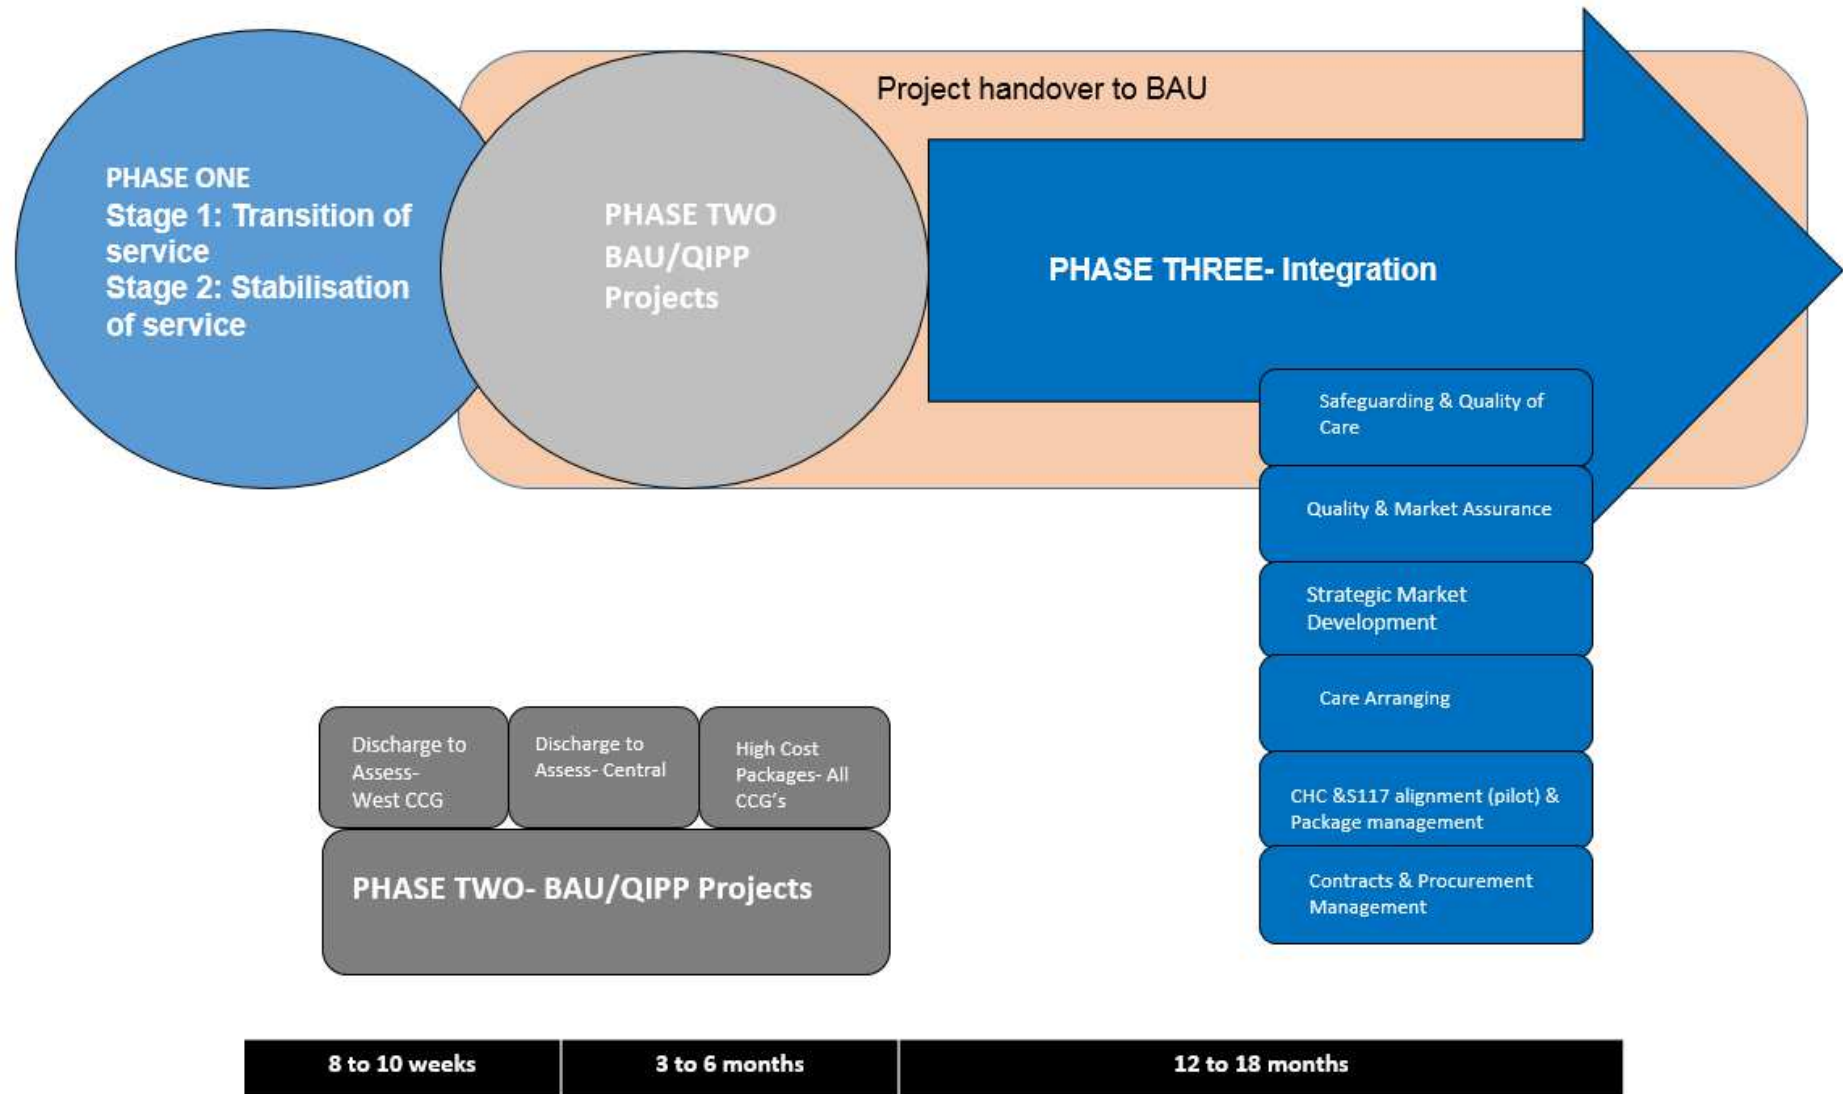 Project handover to BAU
PHASE ONE
Stage 1: Transition of
service
Stage 2: Stabilisation
of service
PHASE TWO
BAU/QIPP
Projects
PHASE THREE- Integration
Safeguarding & Quality of
Care
Quality & Market Assurance
Strategic Market
Development
Care Arranging
CHC &S117 alignment (pilot) &
Package management
Contracts & Procurement
Management
Discharge to
Assess-
West CCG
Discharge to
Assess- Central
High Cost
Packages- All
CCG's
PHASE TWO- BAU/QIPP Projects
8 to 10 weeks
3 to 6 months
12 to 18 months